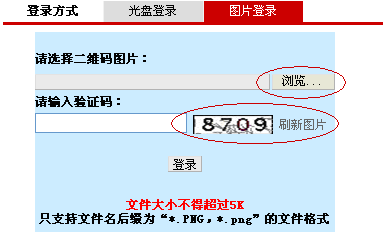 登录方式 光盘登录 图片登录
请选择二维码图片：
浏览...
请输入验证码：
8709 刷新图片
登录
文件大小不得超过5K
只支持文件名后缀为“*.PNG，*.png”的文件格式